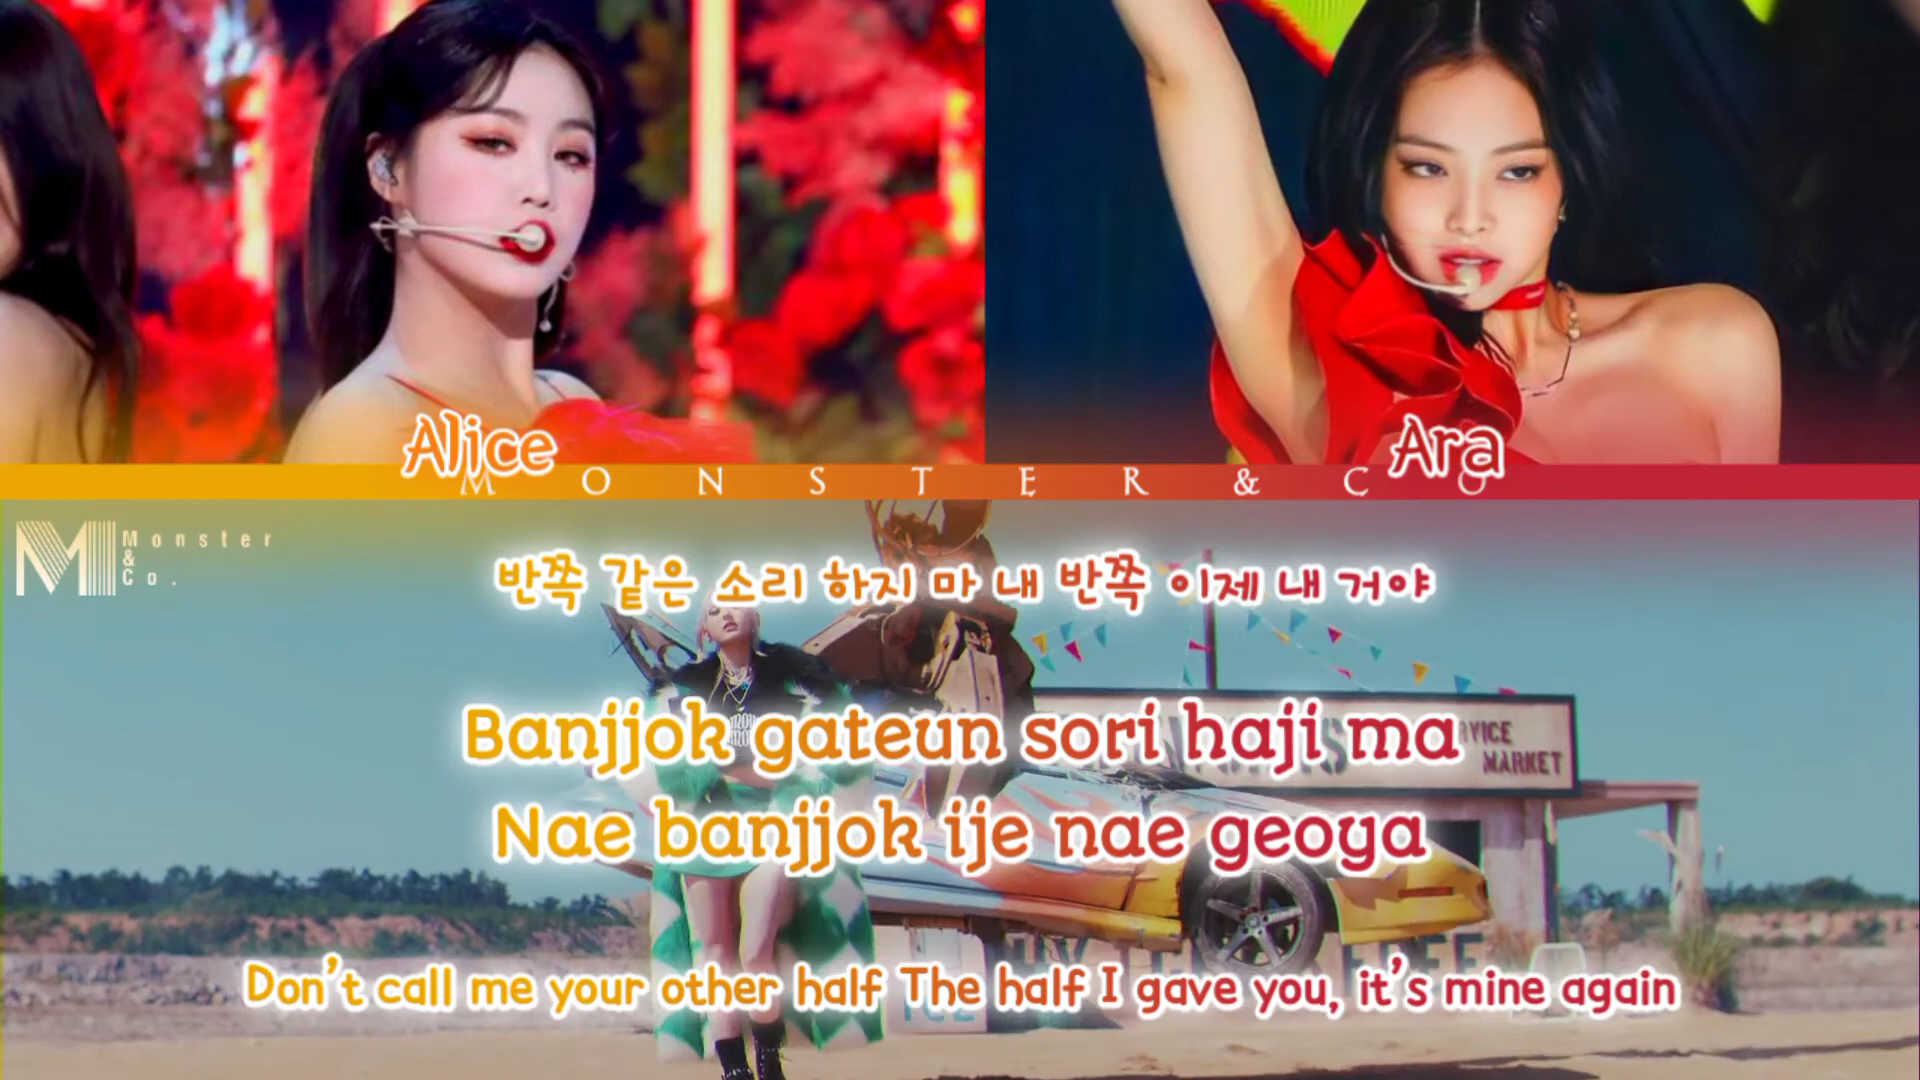 Alice
Ara
MONSTER&CO
Monster
&
Co.
반쪽 같은 소리 하지 마 내 반쪽 이제 내 거야
Banjjok gateun sori haji ma
Nae banjjok ije nae geoya
MARKET
Don't call me your other half The half I gave you, it's mine again
ICE